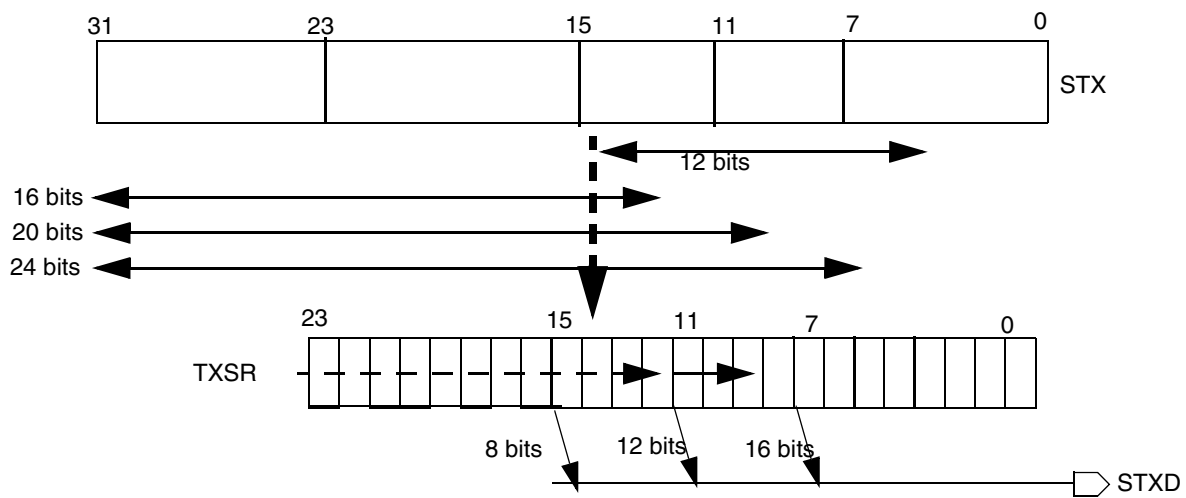 31 23 15 11 7 0
STX
12 bits
16 bits
20 bits
24 bits
23 15 11 7 0
TXSR
8 bits 12 bits 16 bits
STXD